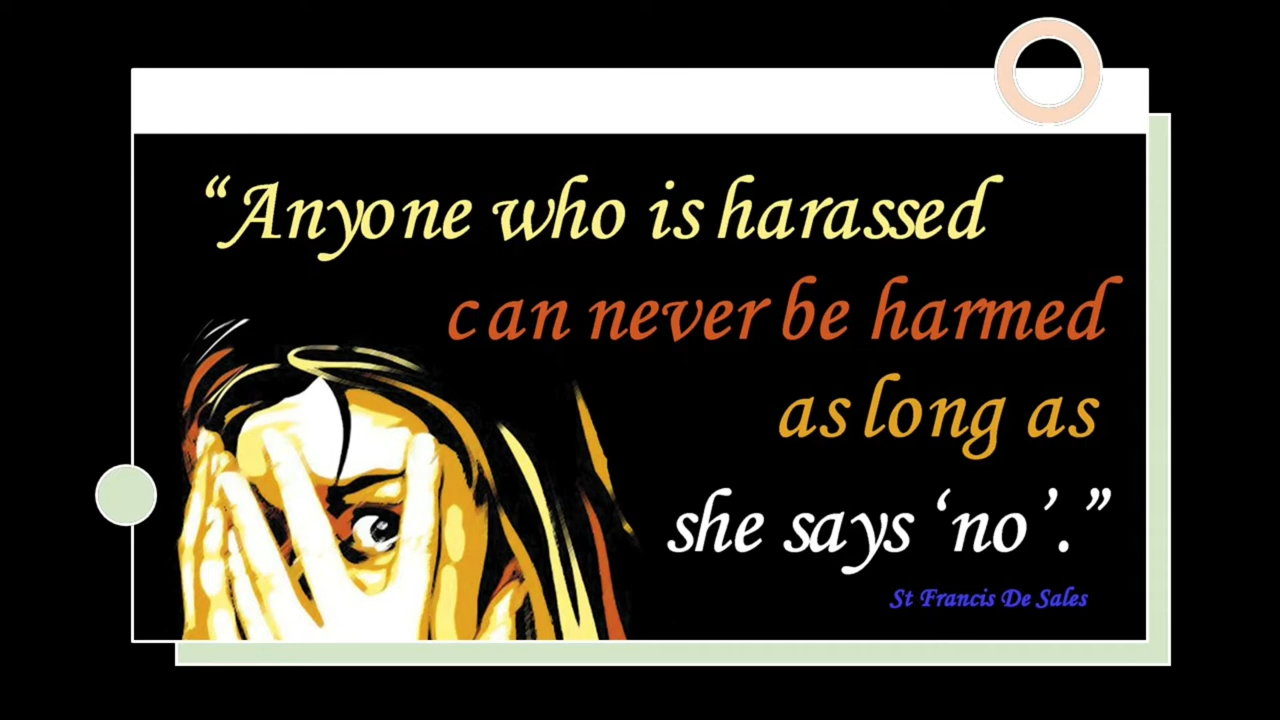 “Anyone who is harassed
can never be harmed
as long as
she says ‘no’.”
St Francis De Sales